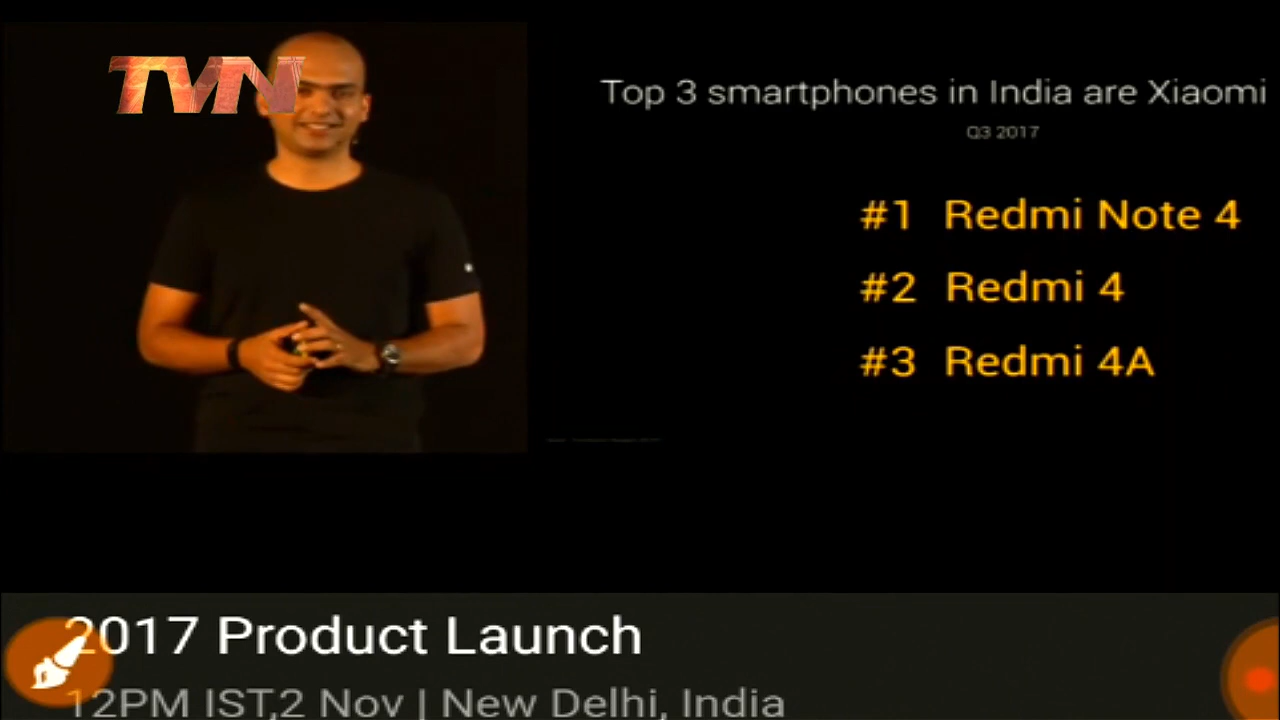 TVN
Top 3 smartphones in India are Xiaomi
Q3 2017
#1 Redmi Note 4
#2 Redmi 4
#3 Redmi 4A
2017 Product Launch
12PM IST,2 Nov | New Delhi, India